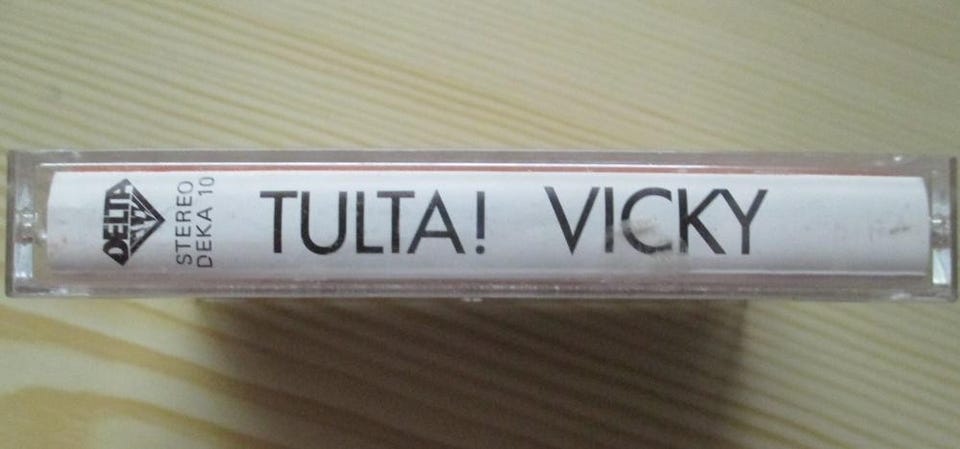 DELTA
STEREO
DEKA 10
TULTA! VICKY